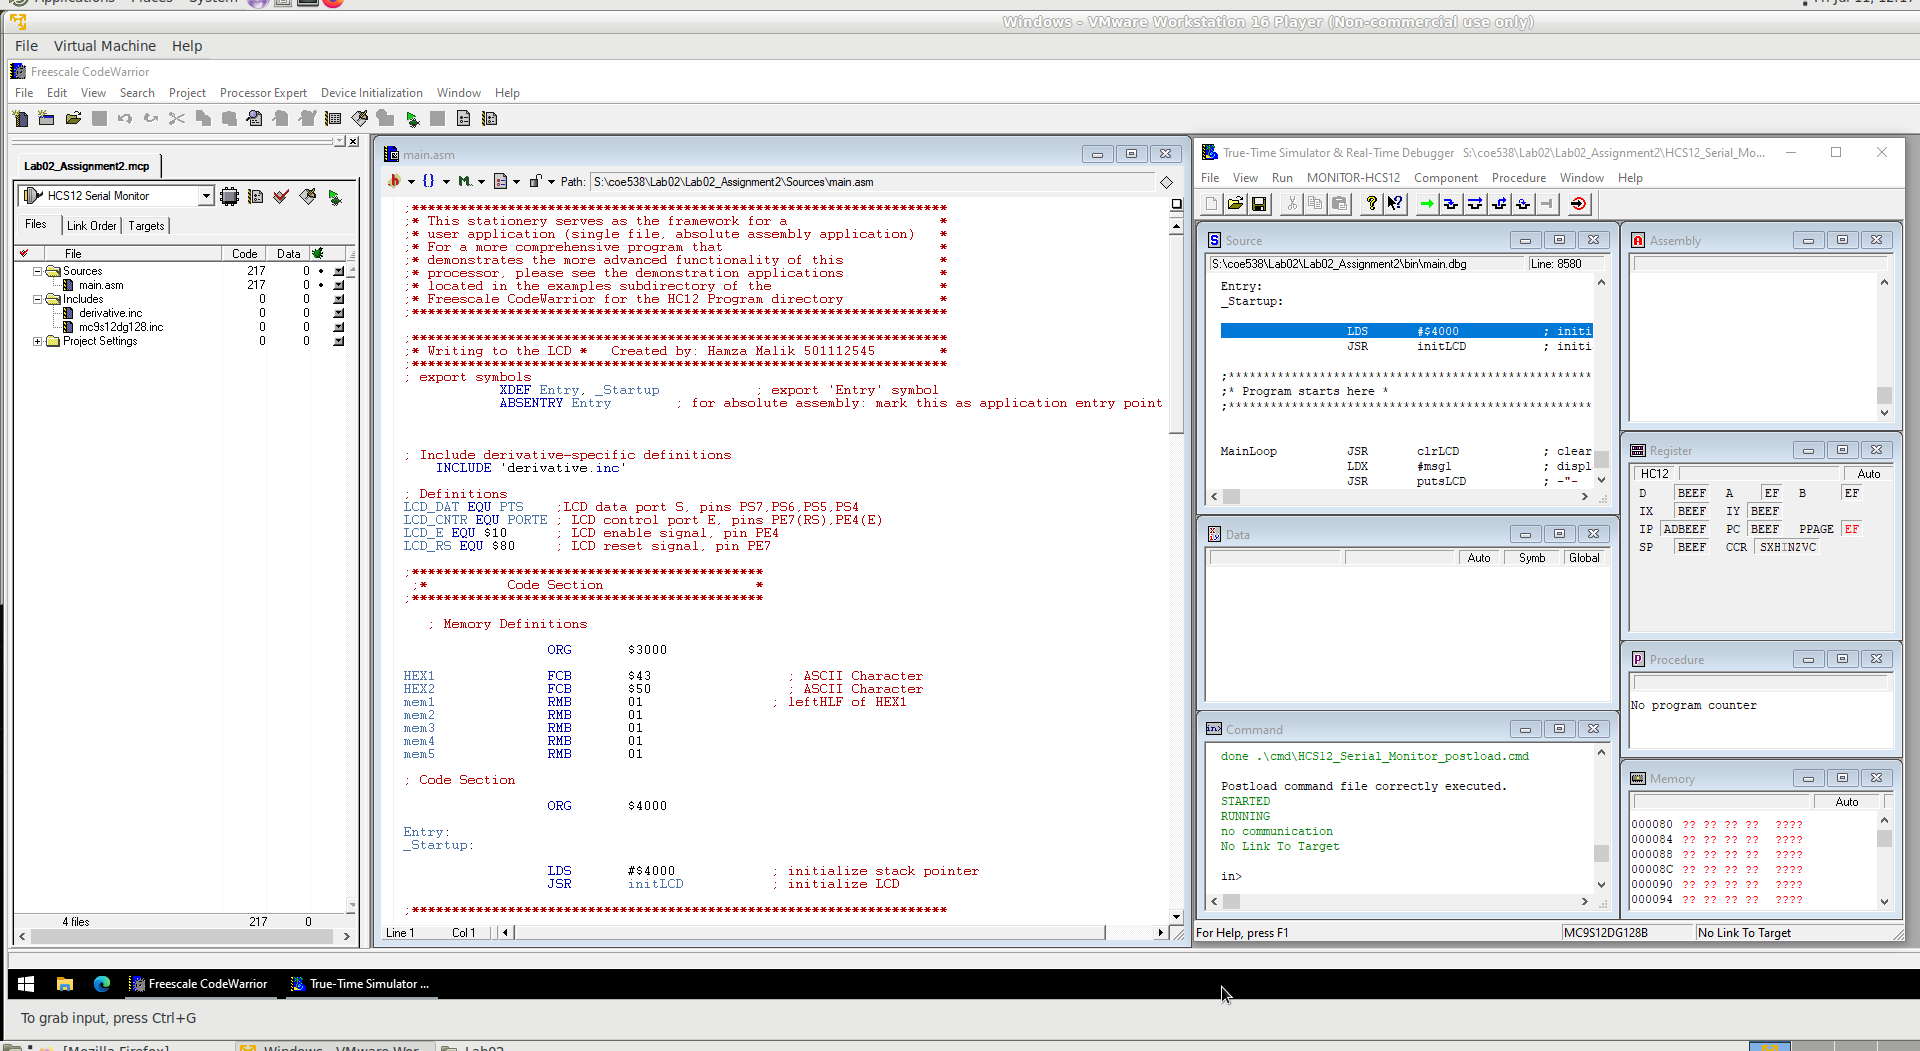 Applications Places System
Fri Jul 11, 12:17
Windows - VMware Workstation 16 Player (Non-commercial use only)
File Virtual Machine Help
Freescale CodeWarrior
File Edit View Search Project Processor Expert Device Initialization Window Help
Lab02_Assignment2.mcp
HCS12 Serial Monitor
Files Link Order Targets
File Code Data
Sources 217 0
main.asm 217 0
Includes 0 0
derivative.inc 0 0
mc9s12dg128.inc 0 0
Project Settings 0 0
4 files 217 0
main.asm
h {} M. Path: S:\coe538\Lab02\Lab02_Assignment2\Sources\main.asm
;*******************************************************************
;* This stationery serves as the framework for a *
;* user application (single file, absolute assembly application) *
;* For a more comprehensive program that *
;* demonstrates the more advanced functionality of this *
;* processor, please see the demonstration applications *
;* located in the examples subdirectory of the *
;* Freescale CodeWarrior for the HC12 Program directory *
;*******************************************************************
;*******************************************************************
;* Writing to the LCD * Created by: Hamza Malik 501112545 *
;*******************************************************************
; export symbols
XDEF Entry, _Startup ; export 'Entry' symbol
ABSENTRY Entry ; for absolute assembly: mark this as application entry point
; Include derivative-specific definitions
INCLUDE 'derivative.inc'
; Definitions
LCD_DAT EQU PTS ;LCD data port S, pins PS7,PS6,PS5,PS4
LCD_CNTR EQU PORTE ; LCD control port E, pins PE7(RS),PE4(E)
LCD_E EQU $10 ; LCD enable signal, pin PE4
LCD_RS EQU $80 ; LCD reset signal, pin PE7
;********************************************
;* Code Section *
;********************************************
; Memory Definitions
ORG $3000
HEX1 FCB $43 ; ASCII Character
HEX2 FCB $50 ; ASCII Character
mem1 RMB 01 ; leftHLF of HEX1
mem2 RMB 01
mem3 RMB 01
mem4 RMB 01
mem5 RMB 01
; Code Section
ORG $4000
Entry:
_Startup:
LDS #$4000 ; initialize stack pointer
JSR initLCD ; initialize LCD
;*******************************************************************
Line 1 Col 1
True-Time Simulator & Real-Time Debugger S:\coe538\Lab02\Lab02_Assignment2\HCS12_Serial_Mo...
File View Run MONITOR-HCS12 Component Procedure Window Help
Source
S:\coe538\Lab02\Lab02_Assignment2\bin\main.dbg Line: 8580
Entry:
_Startup:
LDS #$4000 ; initi
JSR initLCD ; initi
;*************************************************
;* Program starts here *
;*************************************************
MainLoop JSR clrLCD ; clear
LDX #msg1 ; displ
JSR putsLCD ; -"-
Assembly
Register
HC12 Auto
D BEEF A EF B EF
IX BEEF IY BEEF
IP ADBEEF PC BEEF PPAGE EF
SP BEEF CCR SXHINZVC
Data
Auto Symb Global
Procedure
No program counter
Command
done .\cmd\HCS12_Serial_Monitor_postload.cmd
Postload command file correctly executed.
STARTED
RUNNING
no communication
No Link To Target
in>
Memory
Auto
000080 ?? ?? ?? ?? ????
000084 ?? ?? ?? ?? ????
000088 ?? ?? ?? ?? ????
00008C ?? ?? ?? ?? ????
000090 ?? ?? ?? ?? ????
000094 ?? ?? ?? ?? ????
For Help, press F1 MC9S12DG128B No Link To Target
Freescale CodeWarrior True-Time Simulator ...
To grab input, press Ctrl+G
[Mozilla Firefox] Windows - VMware Wor... Lab02